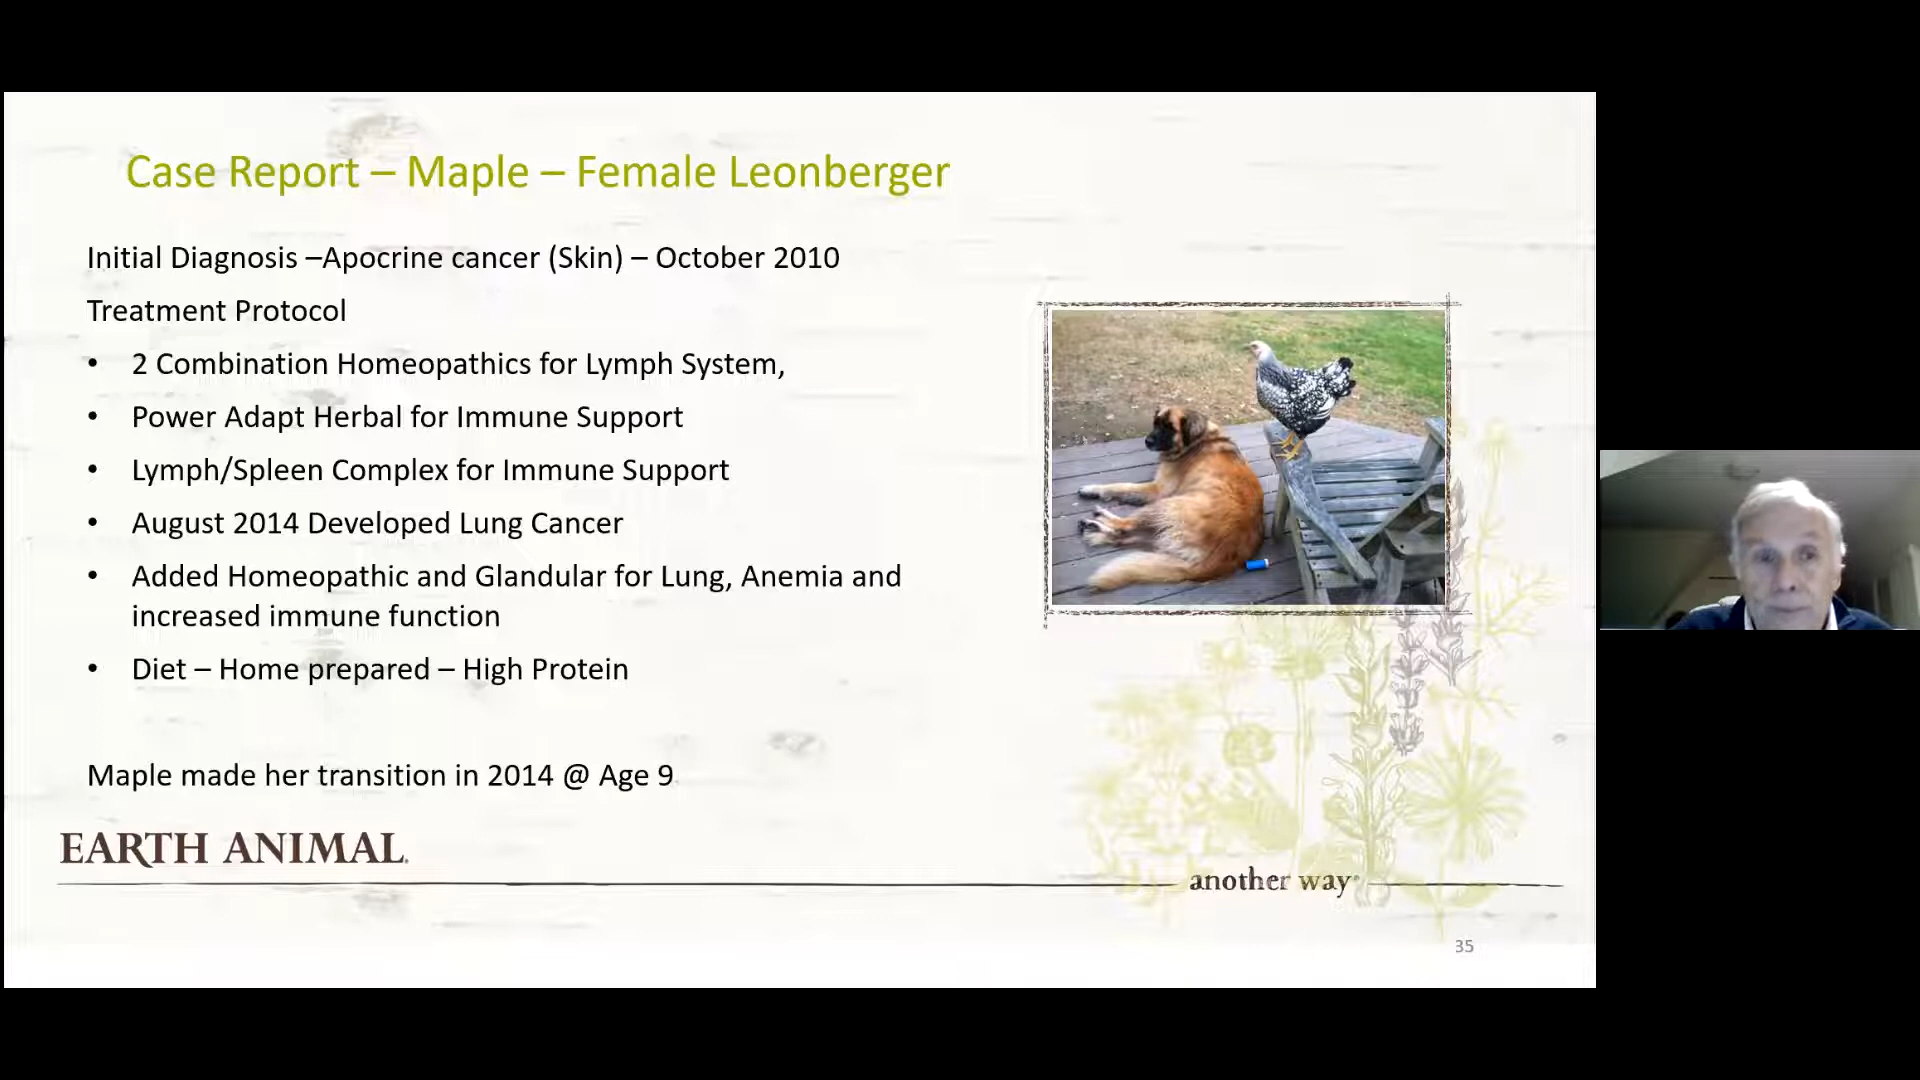 Case Report – Maple – Female Leonberger
Initial Diagnosis –Apocrine cancer (Skin) – October 2010
Treatment Protocol
• 2 Combination Homeopathics for Lymph System,
• Power Adapt Herbal for Immune Support
• Lymph/Spleen Complex for Immune Support
• August 2014 Developed Lung Cancer
• Added Homeopathic and Glandular for Lung, Anemia and
increased immune function
• Diet – Home prepared – High Protein
Maple made her transition in 2014 @ Age 9
EARTH ANIMAL®
another way®
35